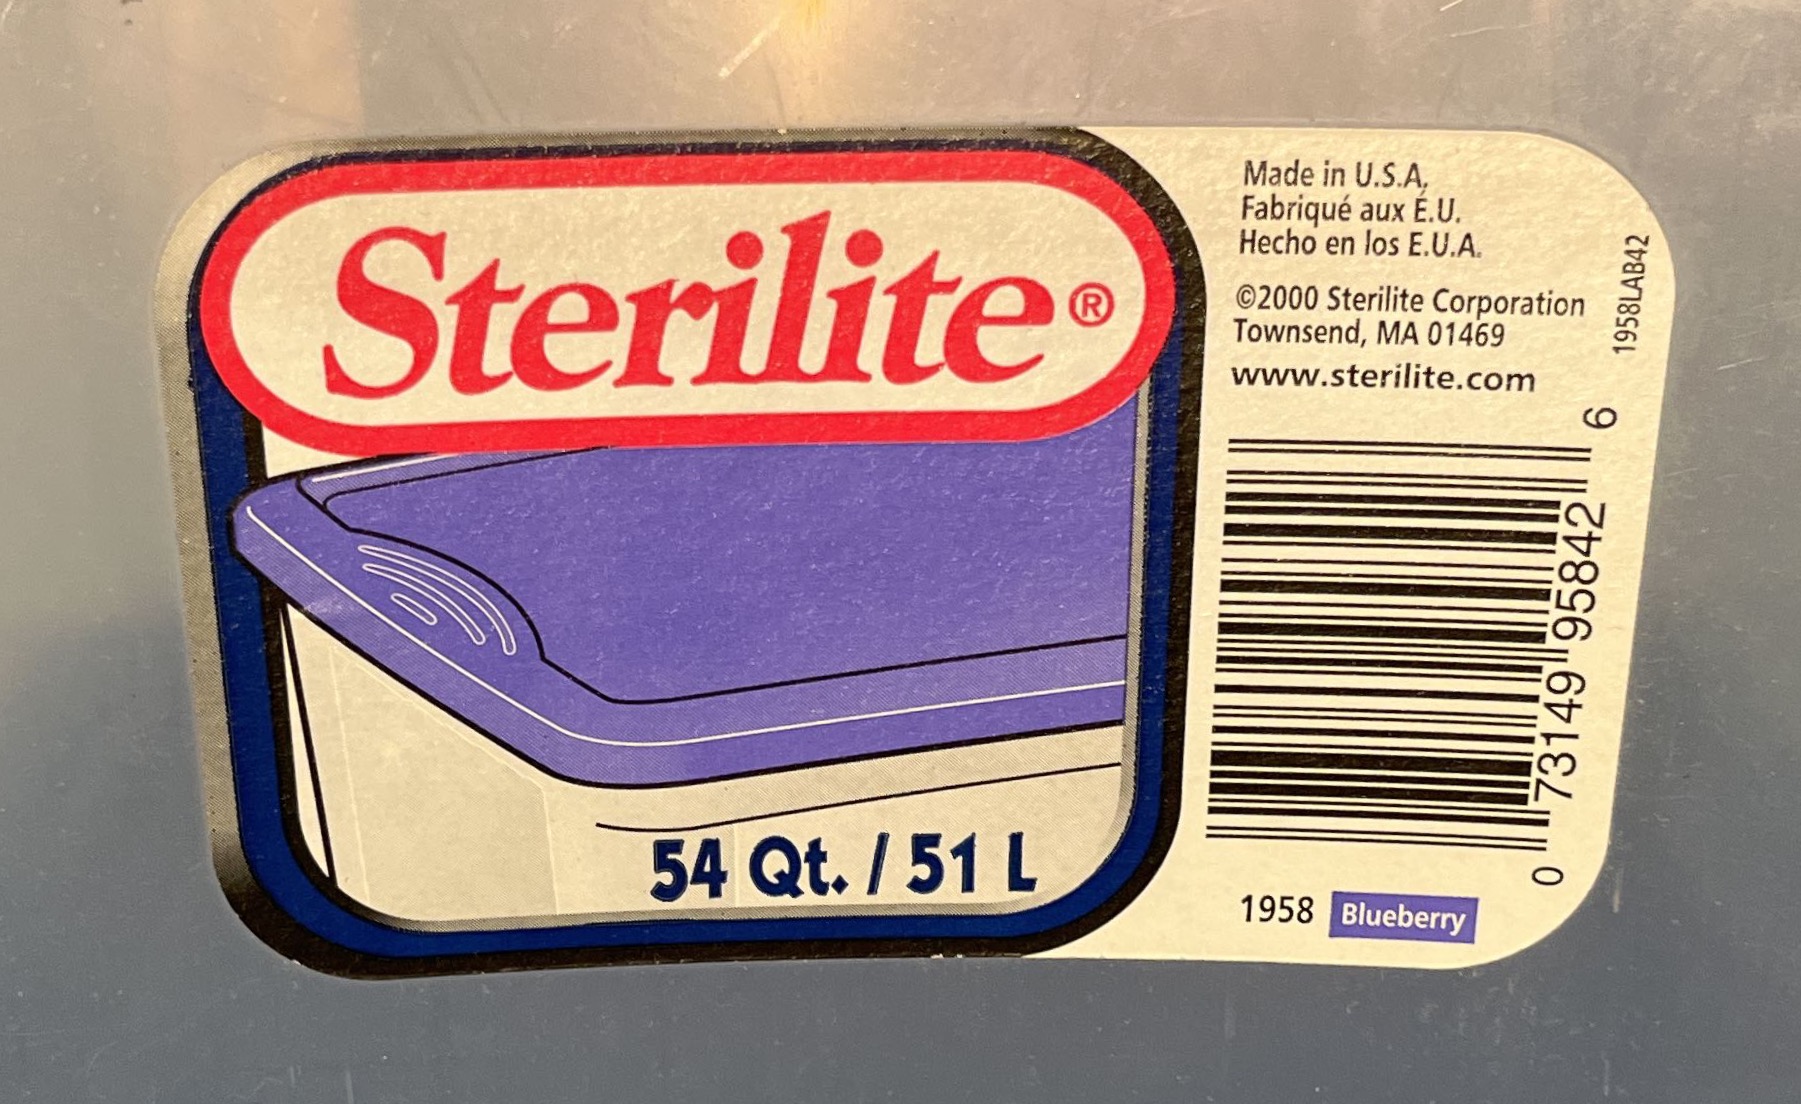 Sterilite®
54 Qt. / 51 L
Made in U.S.A.
Fabriqué aux É.U.
Hecho en los E.U.A.
©2000 Sterilite Corporation
Townsend, MA 01469
www.sterilite.com
1958LAB42
0 73149 95842 6
1958 Blueberry